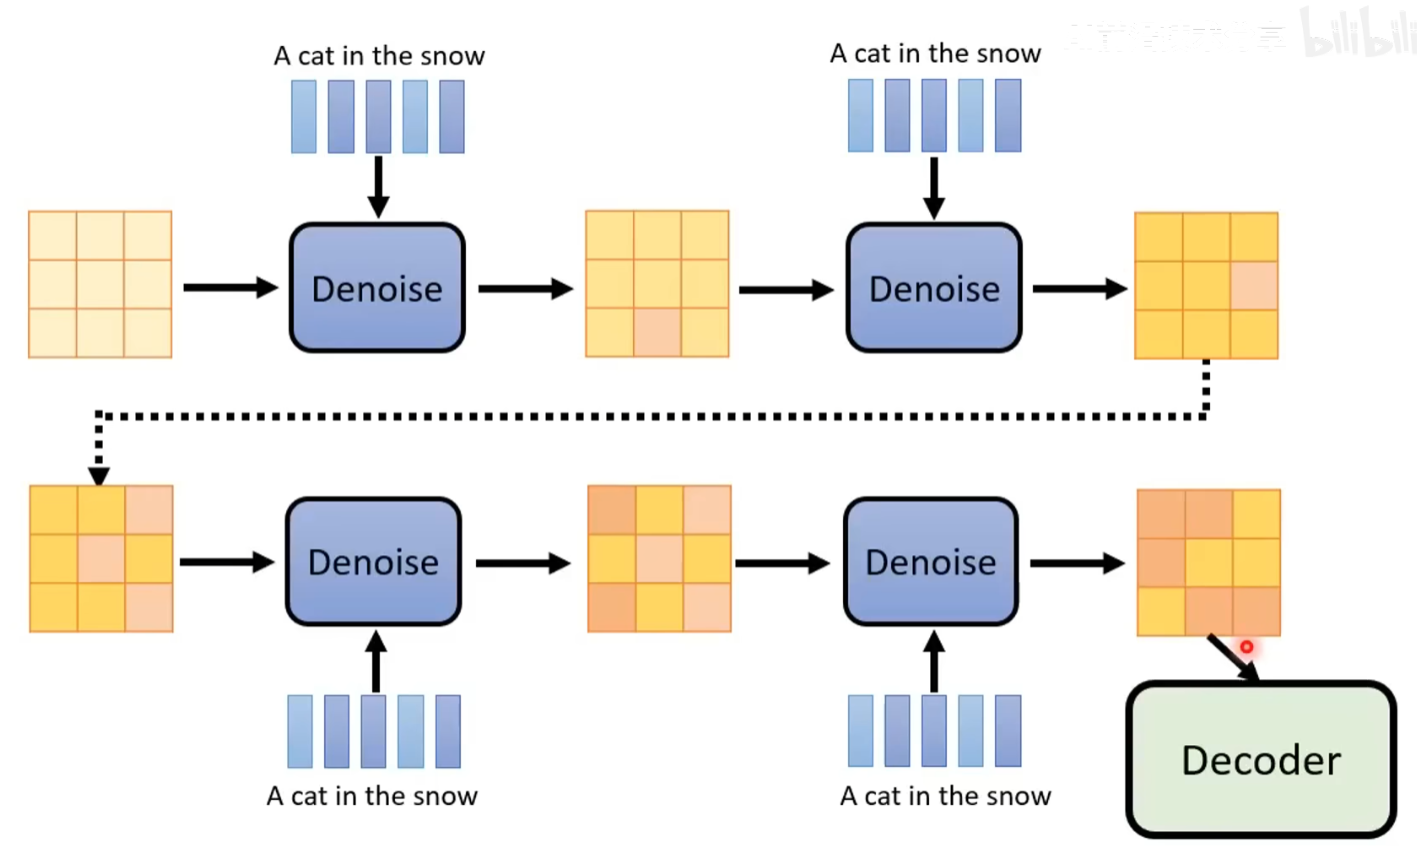 bilibili
A cat in the snow
A cat in the snow
Denoise
Denoise
Denoise
Denoise
A cat in the snow
A cat in the snow
Decoder